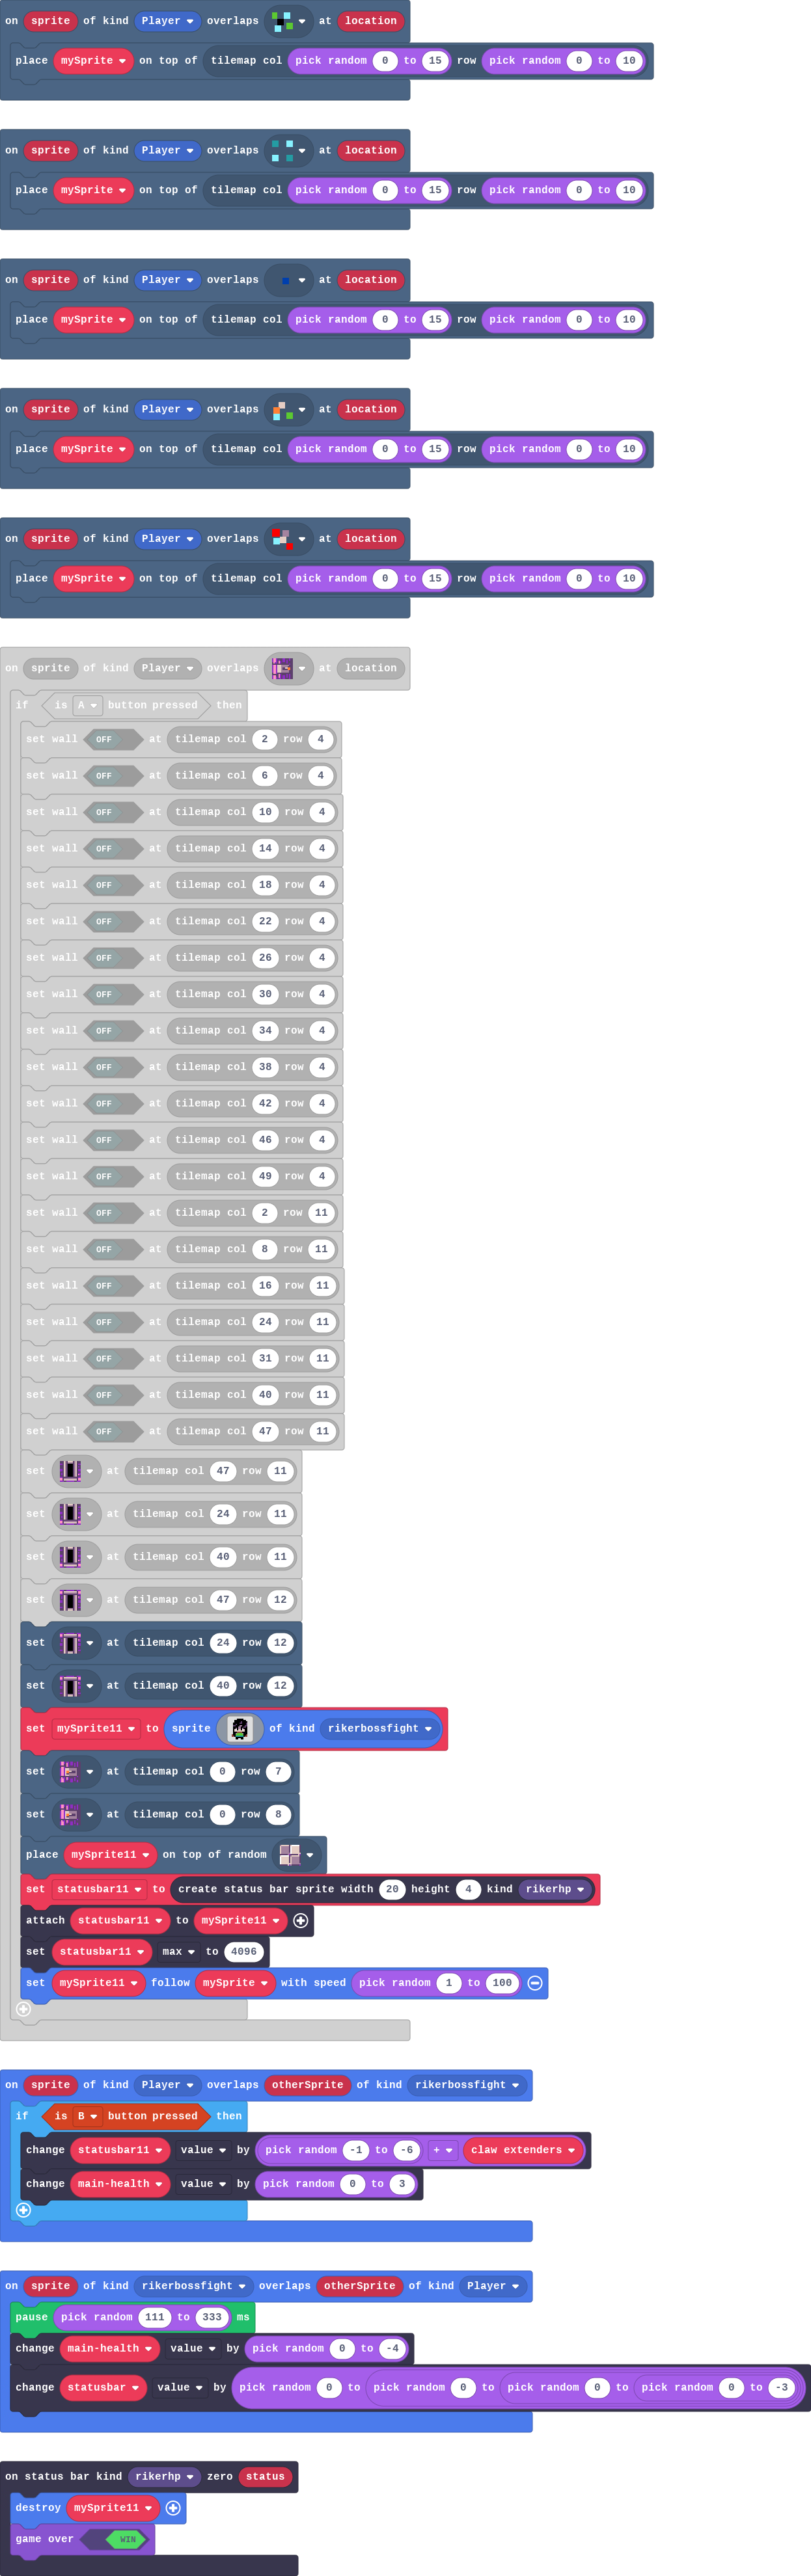 on sprite of kind Player overlaps at location
place mySprite on top of tilemap col pick random 0 to 15 row pick random 0 to 10
on sprite of kind Player overlaps at location
place mySprite on top of tilemap col pick random 0 to 15 row pick random 0 to 10
on sprite of kind Player overlaps at location
place mySprite on top of tilemap col pick random 0 to 15 row pick random 0 to 10
on sprite of kind Player overlaps at location
place mySprite on top of tilemap col pick random 0 to 15 row pick random 0 to 10
on sprite of kind Player overlaps at location
place mySprite on top of tilemap col pick random 0 to 15 row pick random 0 to 10
on sprite of kind Player overlaps at location
if is A button pressed then
set wall OFF at tilemap col 2 row 4
set wall OFF at tilemap col 6 row 4
set wall OFF at tilemap col 10 row 4
set wall OFF at tilemap col 14 row 4
set wall OFF at tilemap col 18 row 4
set wall OFF at tilemap col 22 row 4
set wall OFF at tilemap col 26 row 4
set wall OFF at tilemap col 30 row 4
set wall OFF at tilemap col 34 row 4
set wall OFF at tilemap col 38 row 4
set wall OFF at tilemap col 42 row 4
set wall OFF at tilemap col 46 row 4
set wall OFF at tilemap col 49 row 4
set wall OFF at tilemap col 2 row 11
set wall OFF at tilemap col 8 row 11
set wall OFF at tilemap col 16 row 11
set wall OFF at tilemap col 24 row 11
set wall OFF at tilemap col 31 row 11
set wall OFF at tilemap col 40 row 11
set wall OFF at tilemap col 47 row 11
set at tilemap col 47 row 11
set at tilemap col 24 row 11
set at tilemap col 40 row 11
set at tilemap col 47 row 12
set at tilemap col 24 row 12
set at tilemap col 40 row 12
set mySprite11 to sprite of kind rikerbossfight
set at tilemap col 0 row 7
set at tilemap col 0 row 8
place mySprite11 on top of random
set statusbar11 to create status bar sprite width 20 height 4 kind rikerhp
attach statusbar11 to mySprite11
set statusbar11 max to 4096
set mySprite11 follow mySprite with speed pick random 1 to 100
on sprite of kind Player overlaps otherSprite of kind rikerbossfight
if is B button pressed then
change statusbar11 value by pick random -1 to -6 + claw extenders
change main-health value by pick random 0 to 3
on sprite of kind rikerbossfight overlaps otherSprite of kind Player
pause pick random 111 to 333 ms
change main-health value by pick random 0 to -4
change statusbar value by pick random 0 to pick random 0 to pick random 0 to pick random 0 to -3
on status bar kind rikerhp zero status
destroy mySprite11
game over WIN